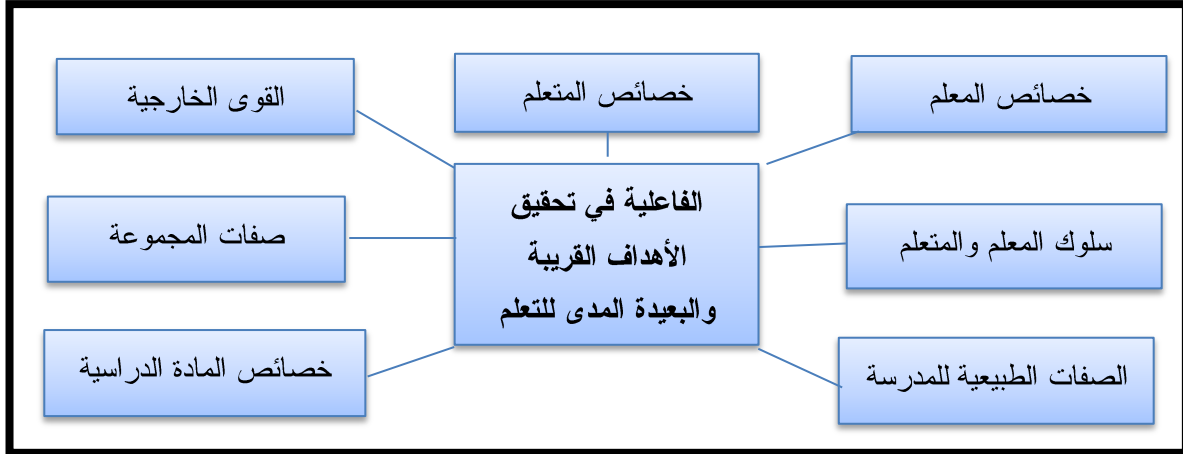 خصائص المعلم
خصائص المتعلم
القوى الخارجية
الفاعلية في تحقيق
الأهداف القريبة
والبعيدة المدى للتعلم
سلوك المعلم والمتعلم
صفات المجموعة
الصفات الطبيعية للمدرسة
خصائص المادة الدراسية